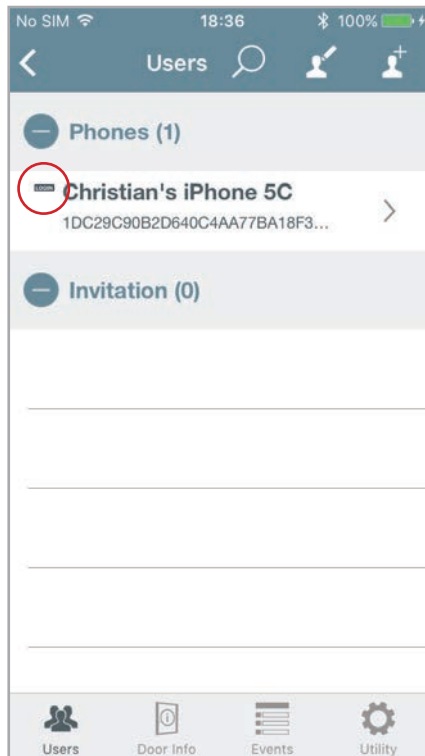 No SIM 18:36 100%
Users
Phones (1)
LOGIN
Christian's iPhone 5C
1DC29C90B2D640C4AA77BA18F3...
Invitation (0)
Users Door Info Events Utility